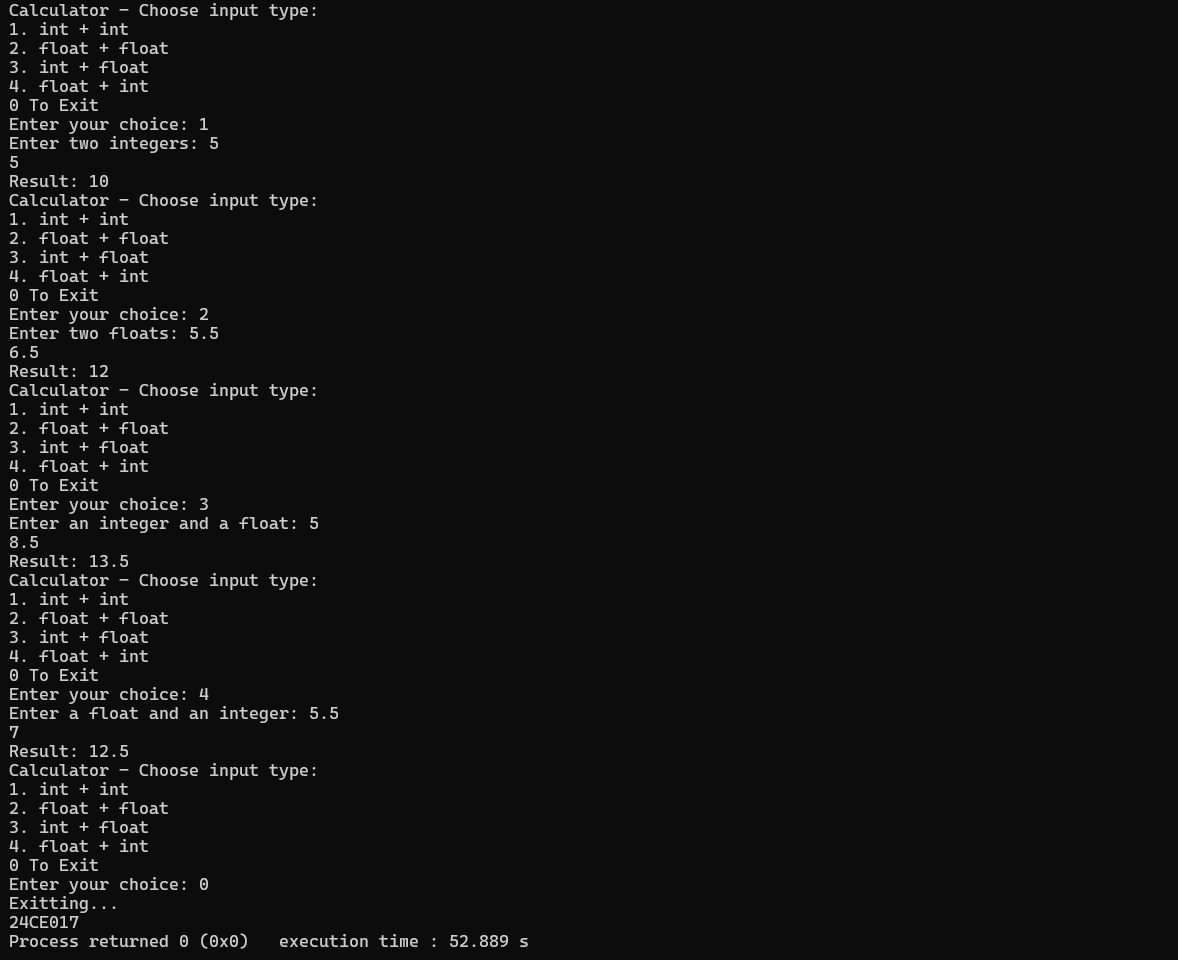 Calculator - Choose input type:
1. int + int
2. float + float
3. int + float
4. float + int
0 To Exit
Enter your choice: 1
Enter two integers: 5
5
Result: 10
Calculator - Choose input type:
1. int + int
2. float + float
3. int + float
4. float + int
0 To Exit
Enter your choice: 2
Enter two floats: 5.5
6.5
Result: 12
Calculator - Choose input type:
1. int + int
2. float + float
3. int + float
4. float + int
0 To Exit
Enter your choice: 3
Enter an integer and a float: 5
8.5
Result: 13.5
Calculator - Choose input type:
1. int + int
2. float + float
3. int + float
4. float + int
0 To Exit
Enter your choice: 4
Enter a float and an integer: 5.5
7
Result: 12.5
Calculator - Choose input type:
1. int + int
2. float + float
3. int + float
4. float + int
0 To Exit
Enter your choice: 0
Exitting...
24CE017
Process returned 0 (0x0)   execution time : 52.889 s